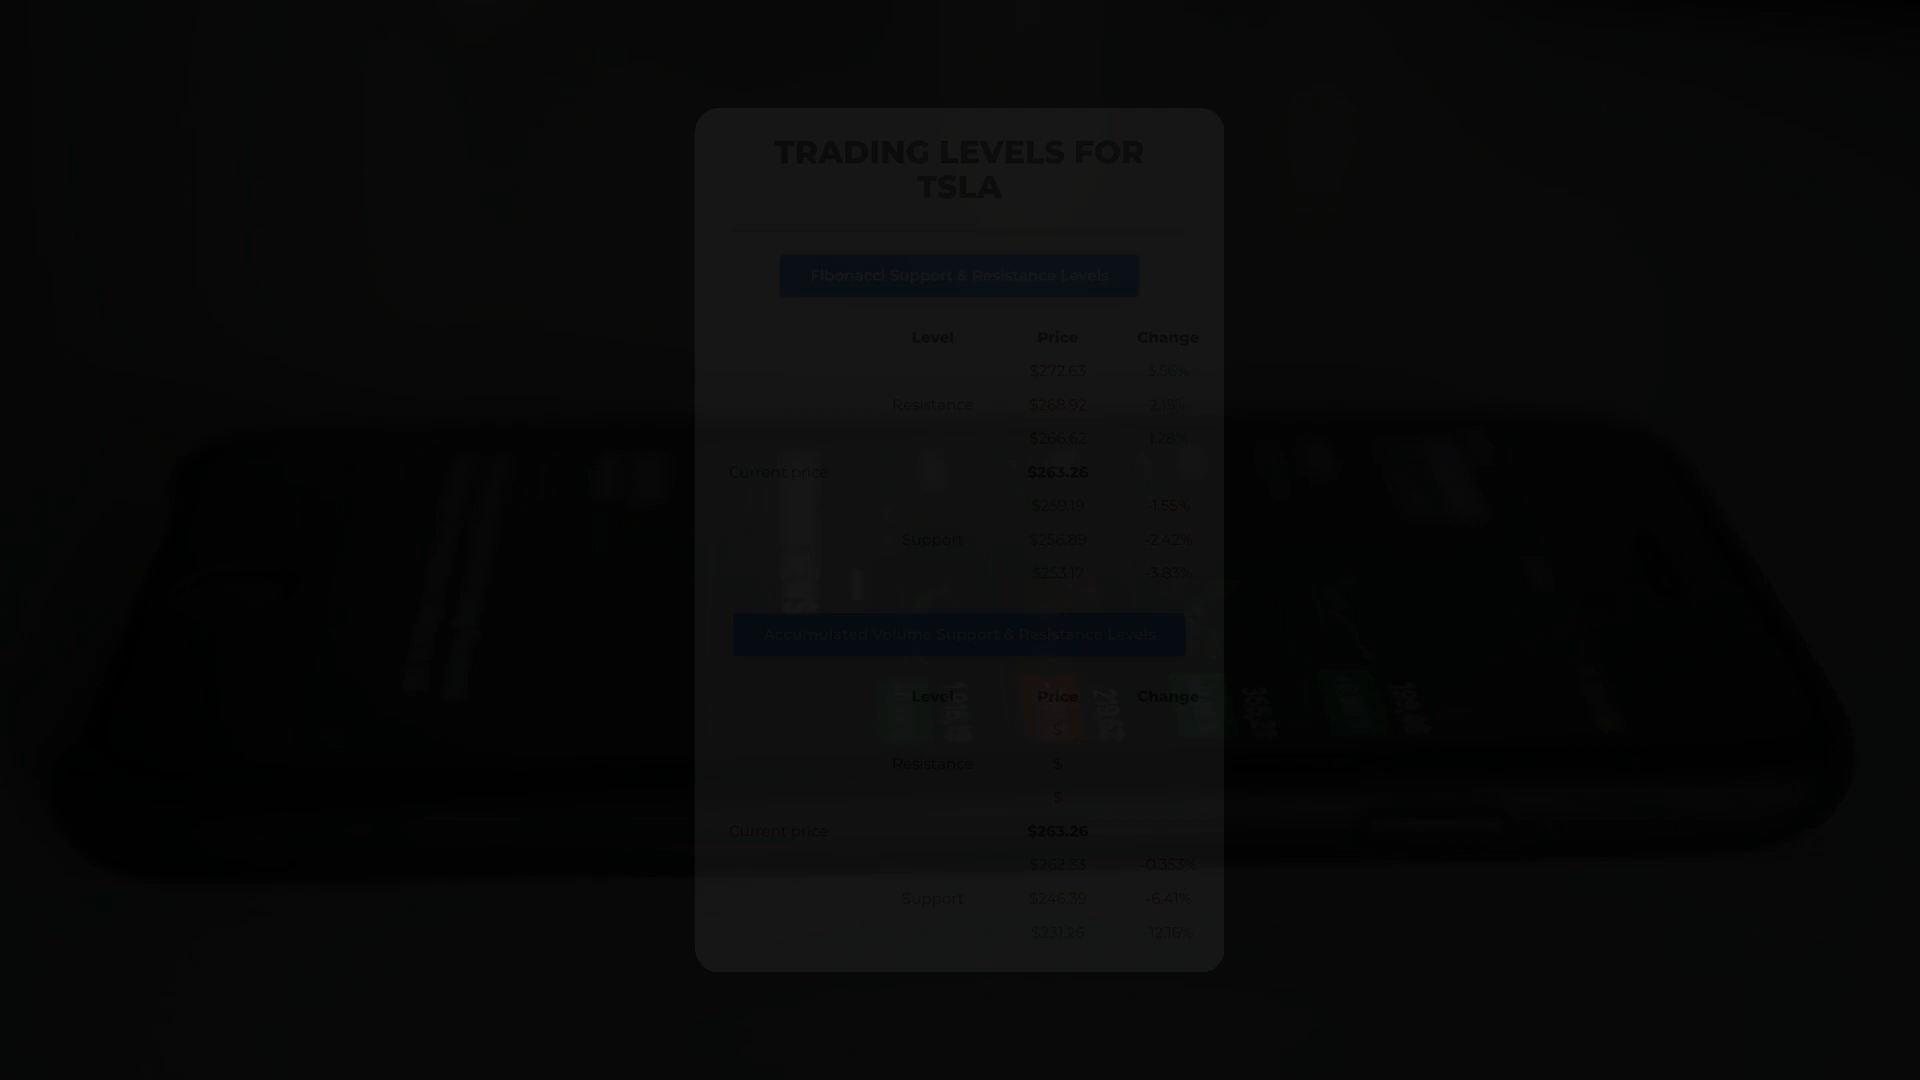 TRADING LEVELS FOR
TSLA
Fibonacci Support & Resistance Levels
Level Price Change
$272.63 3.56%
Resistance $268.92 2.15%
$266.62 1.28%
Current price $263.26
$259.19 -1.55%
Support $256.89 -2.42%
$253.17 -3.83%
Accumulated Volume Support & Resistance Levels
Level Price Change
$
Resistance $
$
Current price $263.26
$262.33 -0.353%
Support $246.39 -6.41%
$231.26 -12.16%